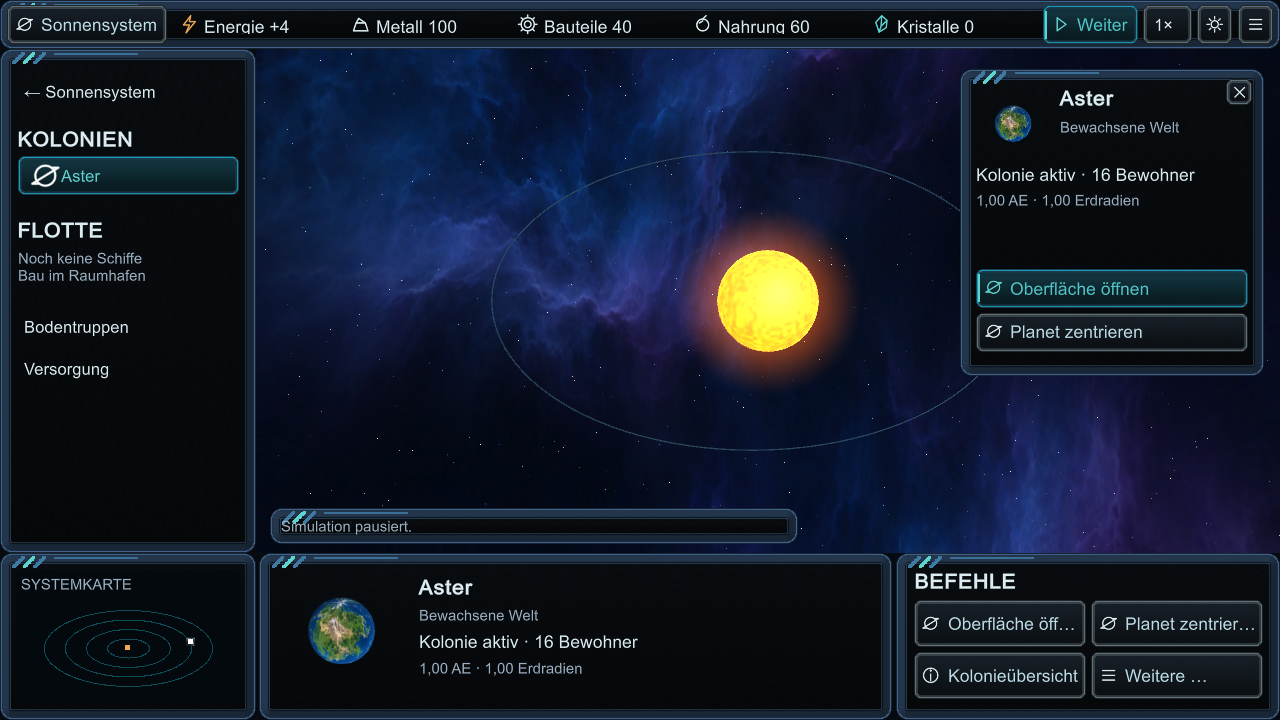 Sonnensystem
Energie +4
Metall 100
Bauteile 40
Nahrung 60
Kristalle 0
Weiter
1×
← Sonnensystem
KOLONIEN
Aster
FLOTTE
Noch keine Schiffe
Bau im Raumhafen
Bodentruppen
Versorgung
Aster
Bewachsene Welt
Kolonie aktiv · 16 Bewohner
1,00 AE · 1,00 Erdradien
Oberfläche öffnen
Planet zentrieren
Simulation pausiert.
SYSTEMKARTE
Aster
Bewachsene Welt
Kolonie aktiv · 16 Bewohner
1,00 AE · 1,00 Erdradien
BEFEHLE
Oberfläche öff…
Planet zentrier…
Kolonieübersicht
Weitere …